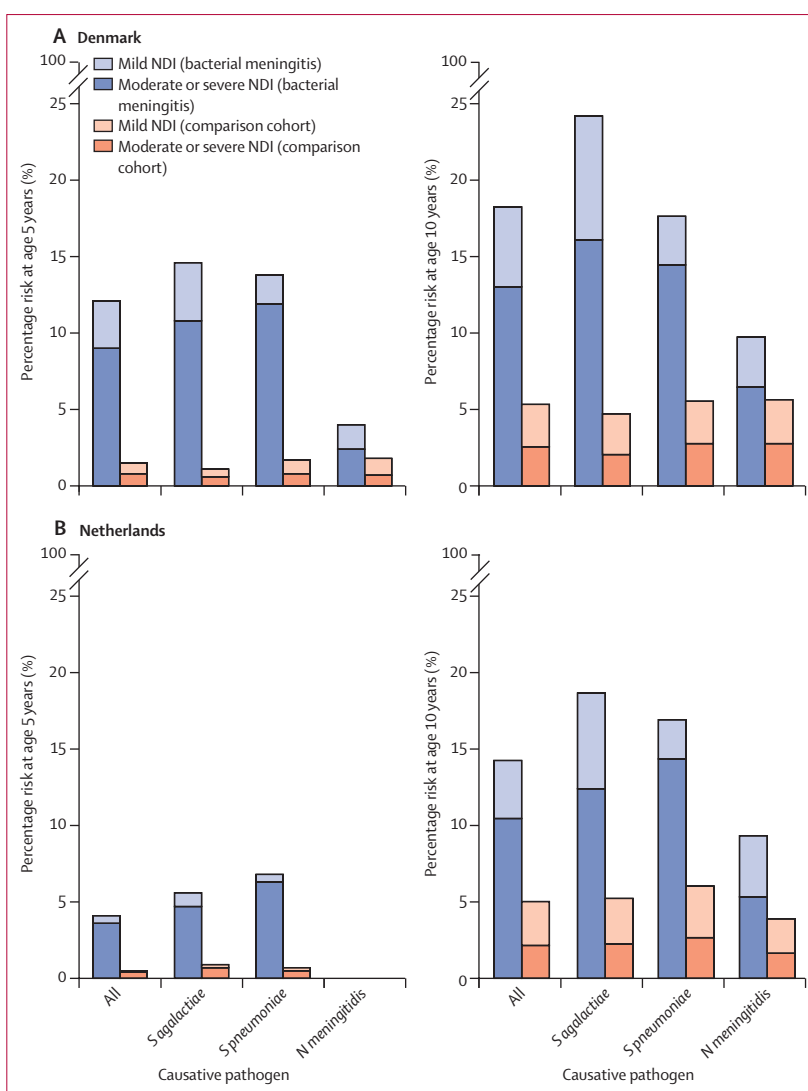 A Denmark
Mild NDI (bacterial meningitis)
Moderate or severe NDI (bacterial
meningitis)
Mild NDI (comparison cohort)
Moderate or severe NDI (comparison
cohort)
100
25
20
15
10
5
0
Percentage risk at age 5 years (%)
100
25
20
15
10
5
0
Percentage risk at age 10 years (%)
B Netherlands
100
25
20
15
10
5
0
Percentage risk at age 5 years (%)
All
S agalactiae
S pneumoniae
N meningitidis
Causative pathogen
100
25
20
15
10
5
0
Percentage risk at age 10 years (%)
All
S agalactiae
S pneumoniae
N meningitidis
Causative pathogen